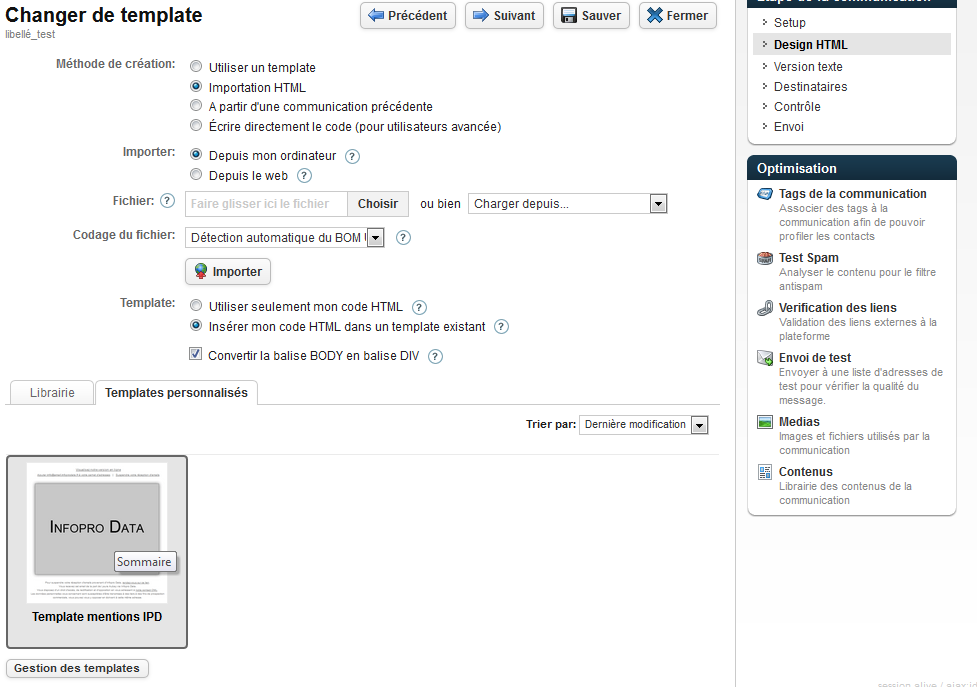 Changer de template
libellé_test
Précédent
Suivant
Sauver
Fermer
Méthode de création:
Utiliser un template
Importation HTML
A partir d'une communication précédente
Écrire directement le code (pour utilisateurs avancée)
Importer:
Depuis mon ordinateur ?
Depuis le web ?
Fichier: ? Faire glisser ici le fichier Choisir ou bien Charger depuis...
Codage du fichier: Détection automatique du BOM ?
Importer
Template:
Utiliser seulement mon code HTML ?
Insérer mon code HTML dans un template existant ?
Convertir la balise BODY en balise DIV ?
Librairie
Templates personnalisés
Trier par: Dernière modification
INFOPRO DATA
Sommaire
Template mentions IPD
Gestion des templates
Etape de la communication
Setup
Design HTML
Version texte
Destinataires
Contrôle
Envoi
Optimisation
Tags de la communication
Associer des tags à la
communication afin de pouvoir
profiler les contacts
Test Spam
Analyser le contenu pour le filtre
antispam
Verification des liens
Validation des liens externes à la
plateforme
Envoi de test
Envoyer à une liste d'adresses de
test pour vérifier la qualité du
message.
Medias
Images et fichiers utilisés par la
communication
Contenus
Librairie des contenus de la
communication